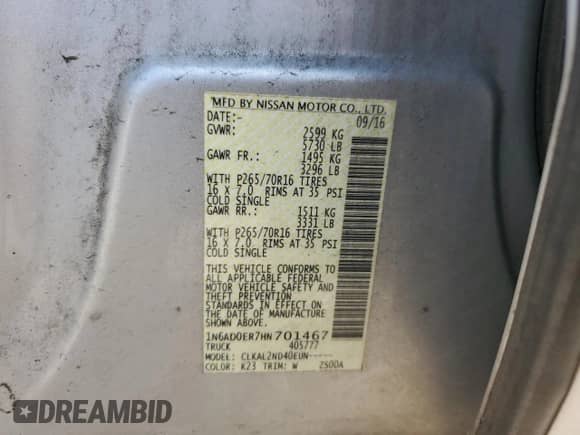 MFD BY NISSAN MOTOR CO., LTD.
DATE:- 09/16
GVWR: 2599 KG
5730 LB
GAWR FR.: 1495 KG
3296 LB
WITH P265/70R16 TIRES
16 X 7.0 RIMS AT 35 PSI
COLD SINGLE
GAWR RR.: 1511 KG
3331 LB
WITH P265/70R16 TIRES
16 X 7.0 RIMS AT 35 PSI
COLD SINGLE
THIS VEHICLE CONFORMS TO
ALL APPLICABLE FEDERAL
MOTOR VEHICLE SAFETY AND
THEFT PREVENTION
STANDARDS IN EFFECT ON
THE DATE OF MANUFACTURE
SHOWN ABOVE.
1N6AD0ER7HN701467
TRUCK 405777
MODEL: CLKAL2ND40EUN-----
COLOR: K23 TRIM: W 2500A
DREAMBID